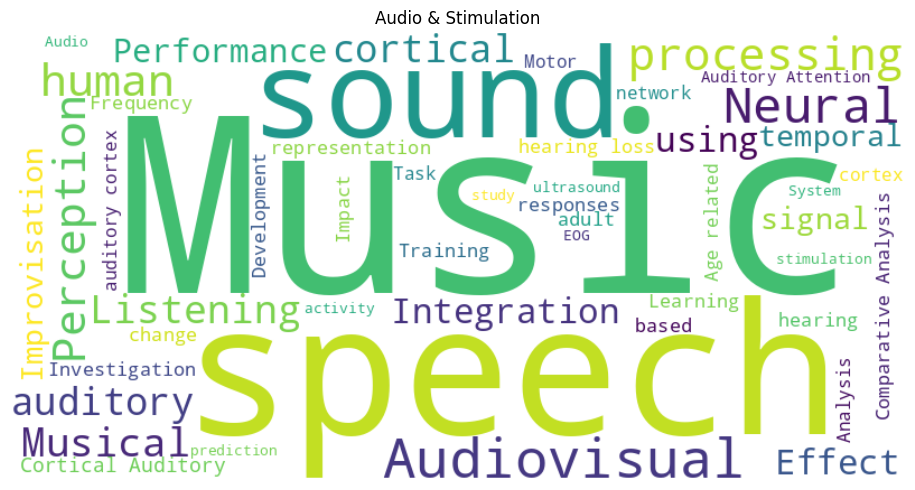 Audio & Stimulation
Audio
Performance
cortical
Motor
processing
human
sound
Auditory Attention
Frequency
network
Neural
Perception
Music
representation
hearing loss
using
temporal
Improvisation
auditory cortex
Development
Impact
Task
study
ultrasound
responses
adult
EOG
Age related
cortex
System
signal
Training
stimulation
Comparative Analysis
Listening
activity
Integration
Learning
based
hearing
change
speech
Investigation
auditory
Analysis
Musical
prediction
Cortical Auditory
Audiovisual
Effect